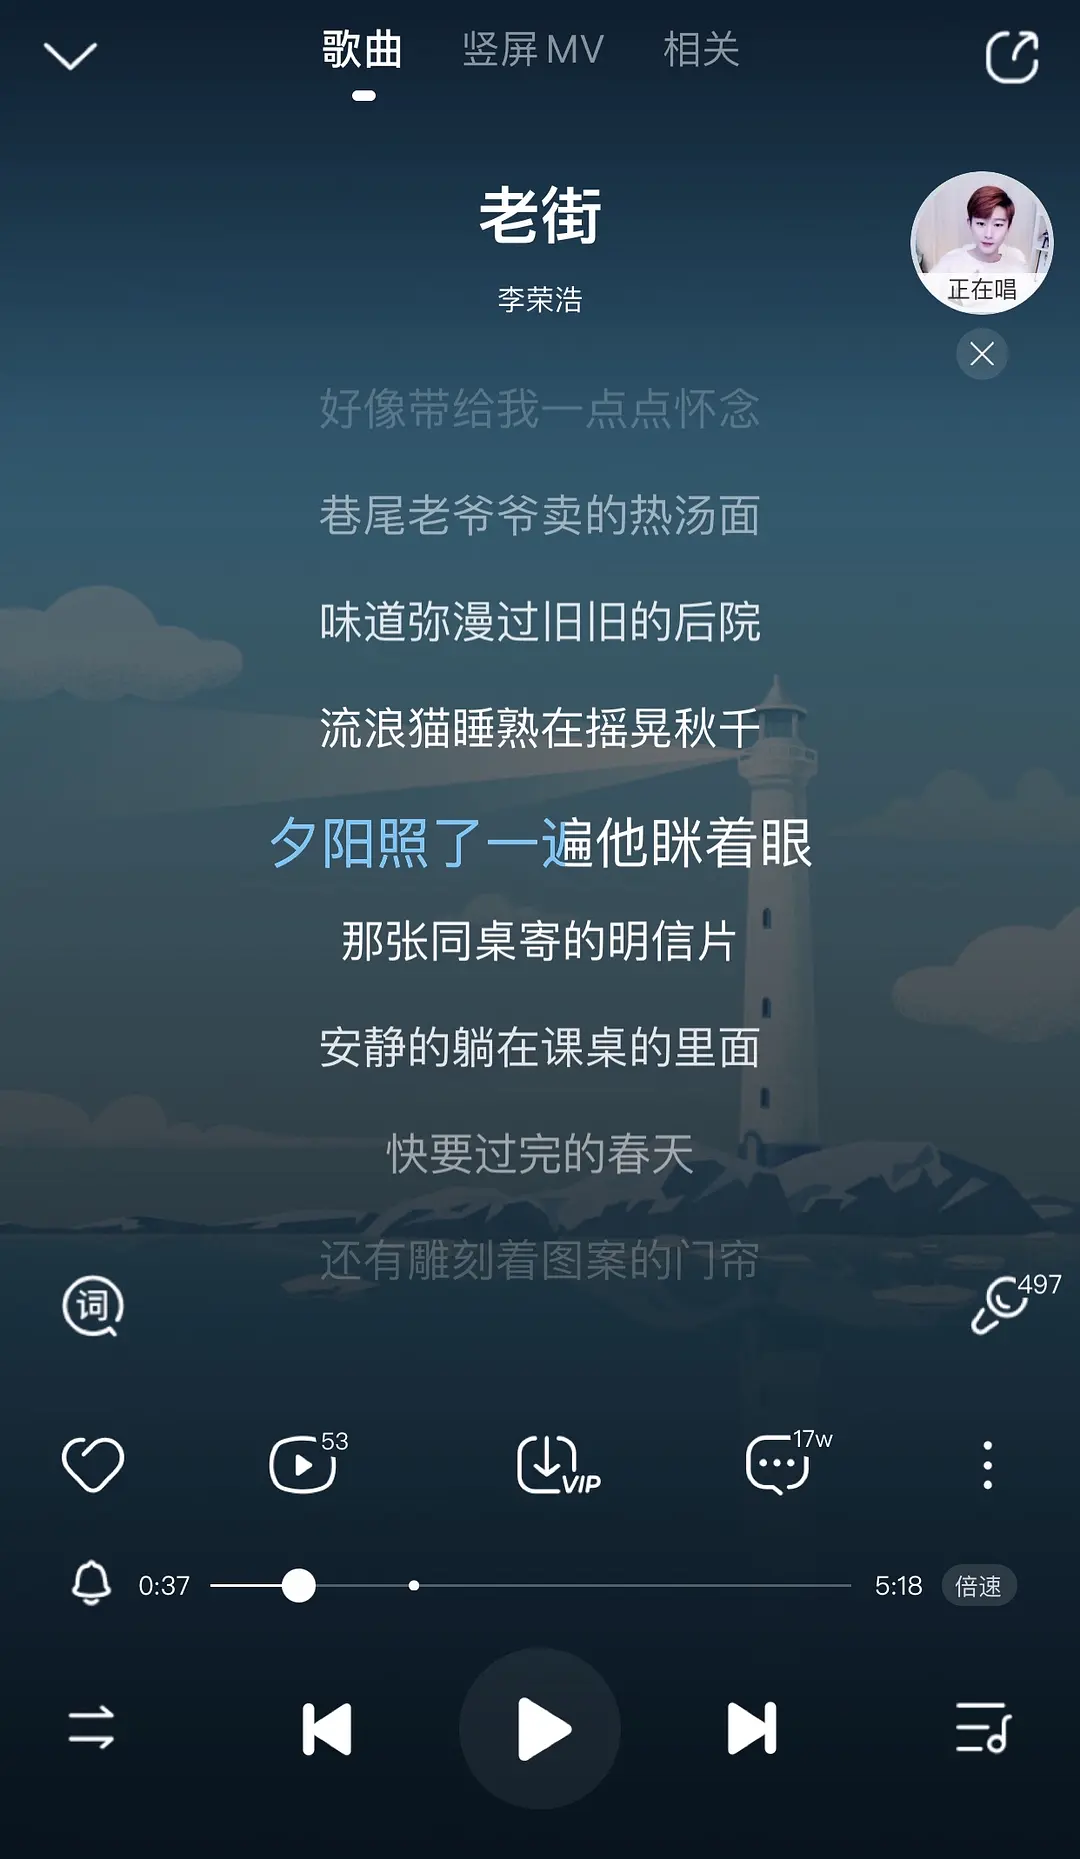 歌曲 竖屏MV 相关
老街
李荣浩
正在唱
好像带给我一点点怀念
巷尾老爷爷卖的热汤面
味道弥漫过旧旧的后院
流浪猫睡熟在摇晃秋千
夕阳照了一遍他眯着眼
那张同桌寄的明信片
安静的躺在课桌的里面
快要过完的春天
还有雕刻着图案的门帘
词
497
53
VIP
17w
0:37 5:18 倍速